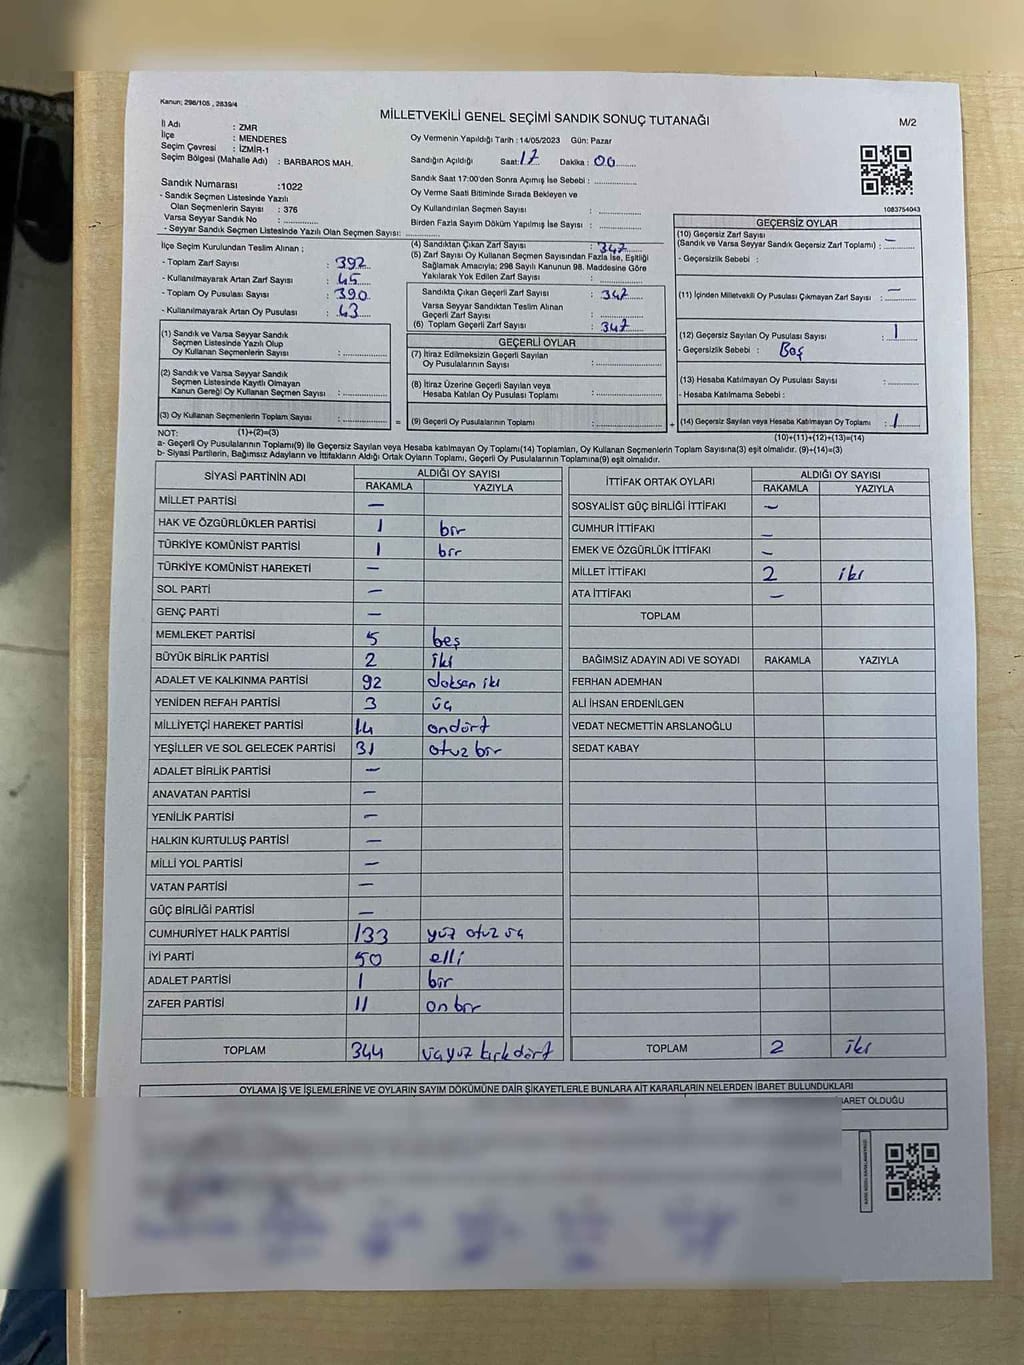 Kanun; 298/105 , 2839/4
MİLLETVEKİLİ GENEL SEÇİMİ SANDIK SONUÇ TUTANAĞI
M/2
İl Adı : ZMR
İlçe : MENDERES
Seçim Çevresi : İZMİR-1
Seçim Bölgesi (Mahalle Adı) : BARBAROS MAH.
Oy Vermenin Yapıldığı Tarih : 14/05/2023 Gün: Pazar
Sandığın Açıldığı Saat: 17 Dakika : 00
Sandık Saat 17:00'den Sonra Açımış İse Sebebi :
Oy Verme Saati Bitiminde Sırada Bekleyen ve
Oy Kullandırılan Seçmen Sayısı :
Birden Fazla Sayım Döküm Yapılmış İse Sayısı :
1083754043
Sandık Numarası :1022
- Sandık Seçmen Listesinde Yazılı
Olan Seçmenlerin Sayısı : 376
Varsa Seyyar Sandık No :
- Seyyar Sandık Seçmen Listesinde Yazılı Olan Seçmen Sayısı:
İlçe Seçim Kurulundan Teslim Alınan ;
- Toplam Zarf Sayısı : 392
- Kullanılmayarak Artan Zarf Sayısı : 45
- Toplam Oy Pusulası Sayısı : 390
- Kullanılmayarak Artan Oy Pusulası : 43
(4) Sandıktan Çıkan Zarf Sayısı : 347
(5) Zarf Sayısı Oy Kullanan Seçmen Sayısından Fazla İse, Eşitliği
Sağlamak Amacıyla; 298 Sayılı Kanunun 98. Maddesine Göre
Yakılarak Yok Edilen Zarf Sayısı :
Sandıkta Çıkan Geçerli Zarf Sayısı : 347
Varsa Seyyar Sandıktan Teslim Alınan
Geçerli Zarf Sayısı :
(6) Toplam Geçerli Zarf Sayısı : 347
GEÇERSİZ OYLAR
(10) Geçersiz Zarf Sayısı
(Sandık ve Varsa Seyyar Sandık Geçersiz Zarf Toplamı) : –
- Geçersizlik Sebebi :
(11) İçinden Milletvekili Oy Pusulası Çıkmayan Zarf Sayısı : –
(12) Geçersiz Sayılan Oy Pusulası Sayısı : 1
- Geçersizlik Sebebi : Boş
(13) Hesaba Katılmayan Oy Pusulası Sayısı :
- Hesaba Katılmama Sebebi :
(14) Geçersiz Sayılan veya Hesaba Katılmayan Oy Toplamı : 1
(10)+(11)+(12)+(13)=(14)
(1) Sandık ve Varsa Seyyar Sandık
Seçmen Listesinde Yazılı Olup
Oy Kullanan Seçmenlerin Sayısı :
(2) Sandık ve Varsa Seyyar Sandık
Seçmen Listesinde Kayıtlı Olmayan
Kanun Gereği Oy Kullanan Seçmen Sayısı :
(3) Oy Kullanan Seçmenlerin Toplam Sayısı : =
GEÇERLİ OYLAR
(7) İtiraz Edilmeksizin Geçerli Sayılan
Oy Pusulalarının Sayısı :
(8) İtiraz Üzerine Geçerli Sayılan veya
Hesaba Katılan Oy Pusulası Toplamı :
(9) Geçerli Oy Pusulalarının Toplamı : +
NOT: (1)+(2)=(3)
a- Geçerli Oy Pusulalarının Toplamı(9) ile Geçersiz Sayılan veya Hesaba katılmayan Oy Toplamı(14) Toplamları, Oy Kullanan Seçmenlerin Toplam Sayısına(3) eşit olmalıdır. (9)+(14)=(3)
b- Siyasi Partilerin, Bağımsız Adayların ve İttifakların Aldığı Ortak Oyların Toplamı, Geçerli Oy Pusulalarının Toplamına(9) eşit olmalıdır.
SİYASİ PARTİNİN ADI ALDIĞI OY SAYISI
RAKAMLA YAZIYLA
MİLLET PARTİSİ –
HAK VE ÖZGÜRLÜKLER PARTİSİ 1 bir
TÜRKİYE KOMÜNİST PARTİSİ 1 bir
TÜRKİYE KOMÜNİST HAREKETİ –
SOL PARTİ –
GENÇ PARTİ –
MEMLEKET PARTİSİ 5 beş
BÜYÜK BİRLİK PARTİSİ 2 iki
ADALET VE KALKINMA PARTİSİ 92 doksan iki
YENİDEN REFAH PARTİSİ 3 üç
MİLLİYETÇİ HAREKET PARTİSİ 14 ondört
YEŞİLLER VE SOL GELECEK PARTİSİ 31 otuz bir
ADALET BİRLİK PARTİSİ –
ANAVATAN PARTİSİ –
YENİLİK PARTİSİ –
HALKIN KURTULUŞ PARTİSİ –
MİLLİ YOL PARTİSİ –
VATAN PARTİSİ –
GÜÇ BİRLİĞİ PARTİSİ –
CUMHURİYET HALK PARTİSİ 133 yüz otuz üç
İYİ PARTİ 50 elli
ADALET PARTİSİ 1 bir
ZAFER PARTİSİ 11 on bir
TOPLAM 344 üçyüz kırk dört
İTTİFAK ORTAK OYLARI ALDIĞI OY SAYISI
RAKAMLA YAZIYLA
SOSYALİST GÜÇ BİRLİĞİ İTTİFAKI –
CUMHUR İTTİFAKI –
EMEK VE ÖZGÜRLÜK İTTİFAKI –
MİLLET İTTİFAKI 2 iki
ATA İTTİFAKI –
TOPLAM
BAĞIMSIZ ADAYIN ADI VE SOYADI RAKAMLA YAZIYLA
FERHAN ADEMHAN
ALİ İHSAN ERDENİLGEN
VEDAT NECMETTİN ARSLANOĞLU
SEDAT KABAY
TOPLAM 2 iki
OYLAMA İŞ VE İŞLEMLERİNE VE OYLARIN SAYIM DÖKÜMÜNE DAİR ŞİKAYETLERLE BUNLARA AİT KARARLARIN NELERDEN İBARET BULUNDUKLARI
BARET OLDUĞU